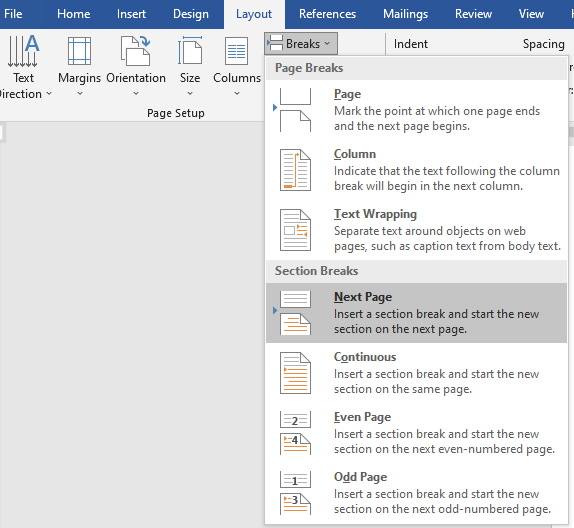 File Home Insert Design Layout References Mailings Review View
Text Direction Margins Orientation Size Columns
Breaks
Indent Spacing
Page Setup
Page Breaks
Page
Mark the point at which one page ends
and the next page begins.
Column
Indicate that the text following the column
break will begin in the next column.
Text Wrapping
Separate text around objects on web
pages, such as caption text from body text.
Section Breaks
Next Page
Insert a section break and start the new
section on the next page.
Continuous
Insert a section break and start the new
section on the same page.
2
4
Even Page
Insert a section break and start the new
section on the next even-numbered page.
1
3
Odd Page
Insert a section break and start the new
section on the next odd-numbered page.